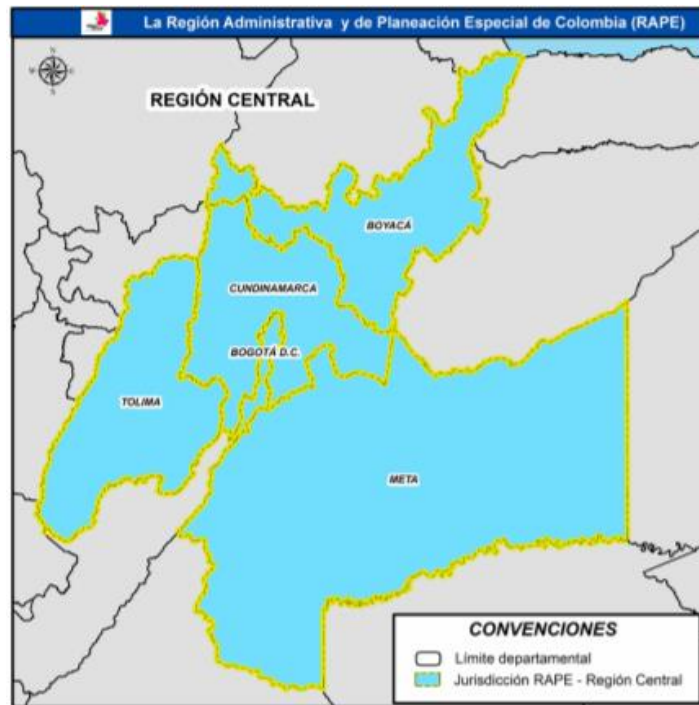 La Región Administrativa y de Planeación Especial de Colombia (RAPE)
N
REGIÓN CENTRAL
BOYACÁ
CUNDINAMARCA
BOGOTÁ D.C.
TOLIMA
META
CONVENCIONES
Límite departamental
Jurisdicción RAPE - Región Central